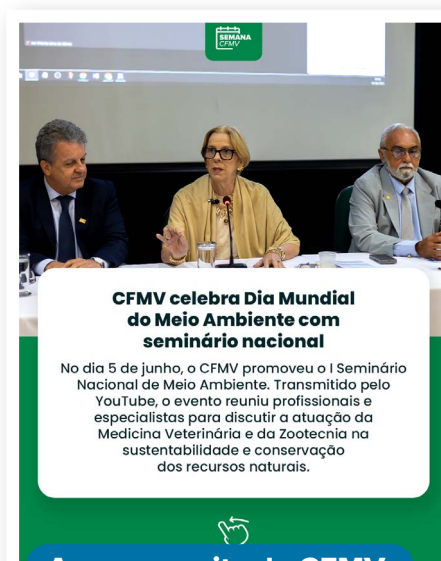 SEMANA
CFMV
CFMV celebra Dia Mundial
do Meio Ambiente com
seminário nacional
No dia 5 de junho, o CFMV promoveu o I Seminário
Nacional de Meio Ambiente. Transmitido pelo
YouTube, o evento reuniu profissionais e
especialistas para discutir a atuação da
Medicina Veterinária e da Zootecnia na
sustentabilidade e conservação
dos recursos naturais.